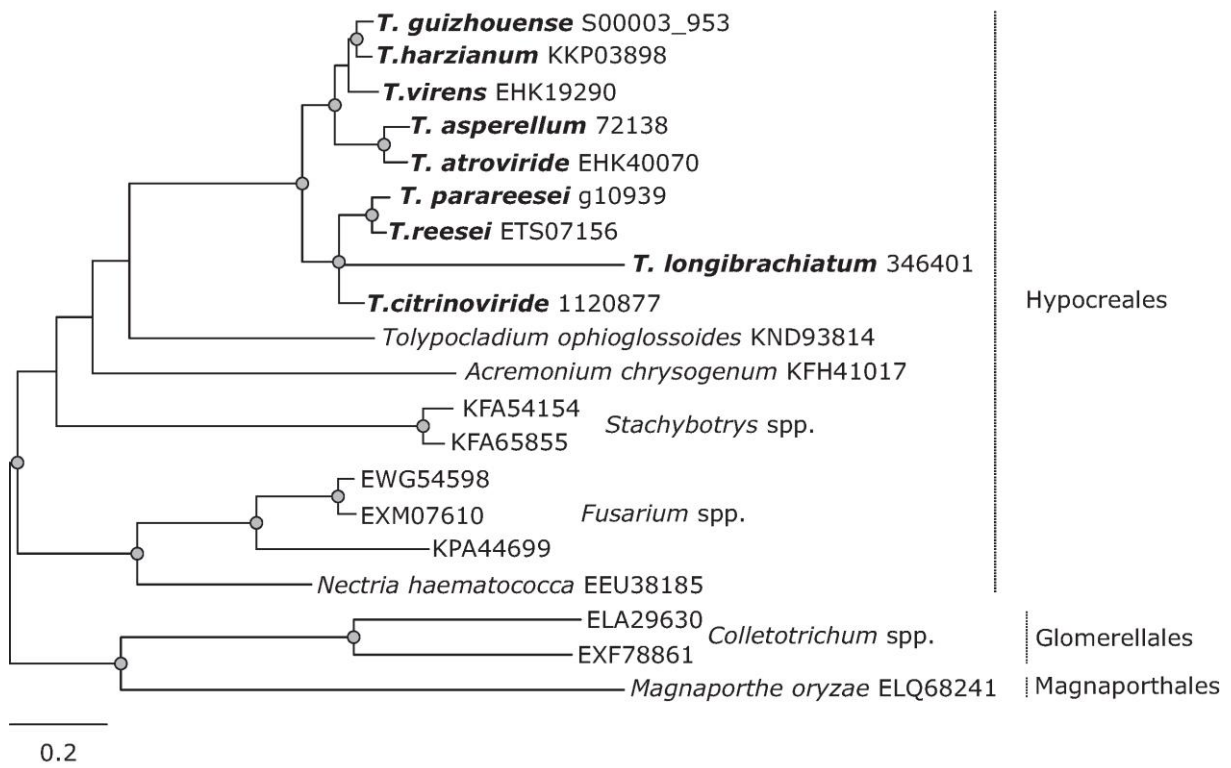 T. guizhouense S00003_953
T.harzianum KKP03898
T.virens EHK19290
T. asperellum 72138
T. atroviride EHK40070
T. parareesei g10939
T.reesei ETS07156
T. longibrachiatum 346401
T.citrinoviride 1120877
Hypocreales
Tolypocladium ophioglossoides KND93814
Acremonium chrysogenum KFH41017
KFA54154
Stachybotrys spp.
KFA65855
EWG54598
EXM07610
Fusarium spp.
KPA44699
Nectria haematococca EEU38185
ELA29630
Colletotrichum spp.
Glomerellales
EXF78861
Magnaporthe oryzae ELQ68241
Magnaporthales
0.2